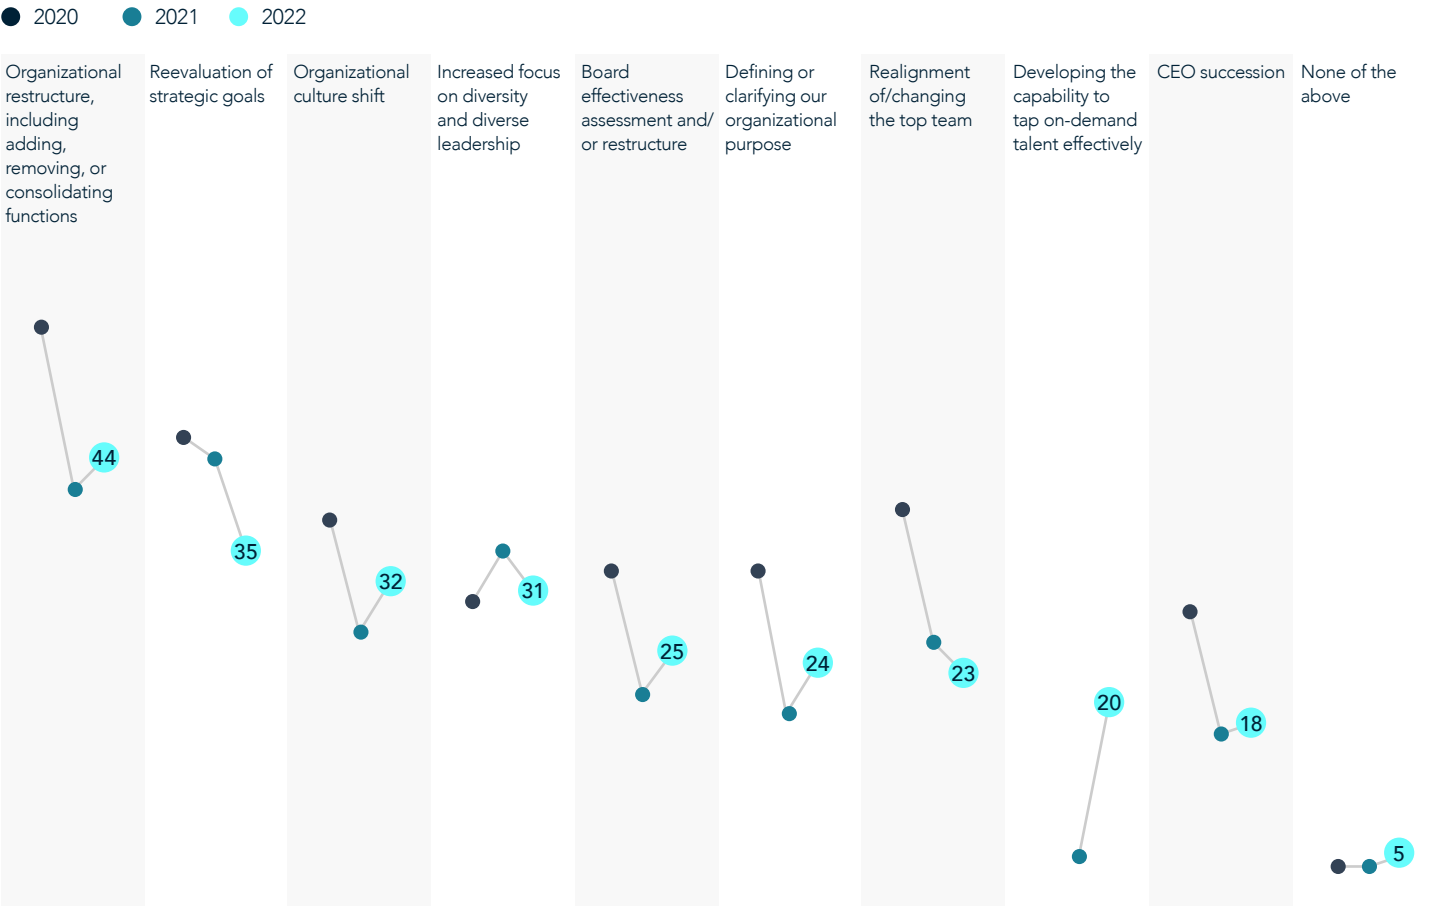 2020 2021 2022
Organizational
restructure,
including
adding,
removing, or
consolidating
functions
Reevaluation of
strategic goals
Organizational
culture shift
Increased focus
on diversity
and diverse
leadership
Board
effectiveness
assessment and/
or restructure
Defining or
clarifying our
organizational
purpose
Realignment
of/changing
the top team
Developing the
capability to
tap on-demand
talent effectively
CEO succession
None of the
above
44
35
32
31
25
24
23
20
18
5